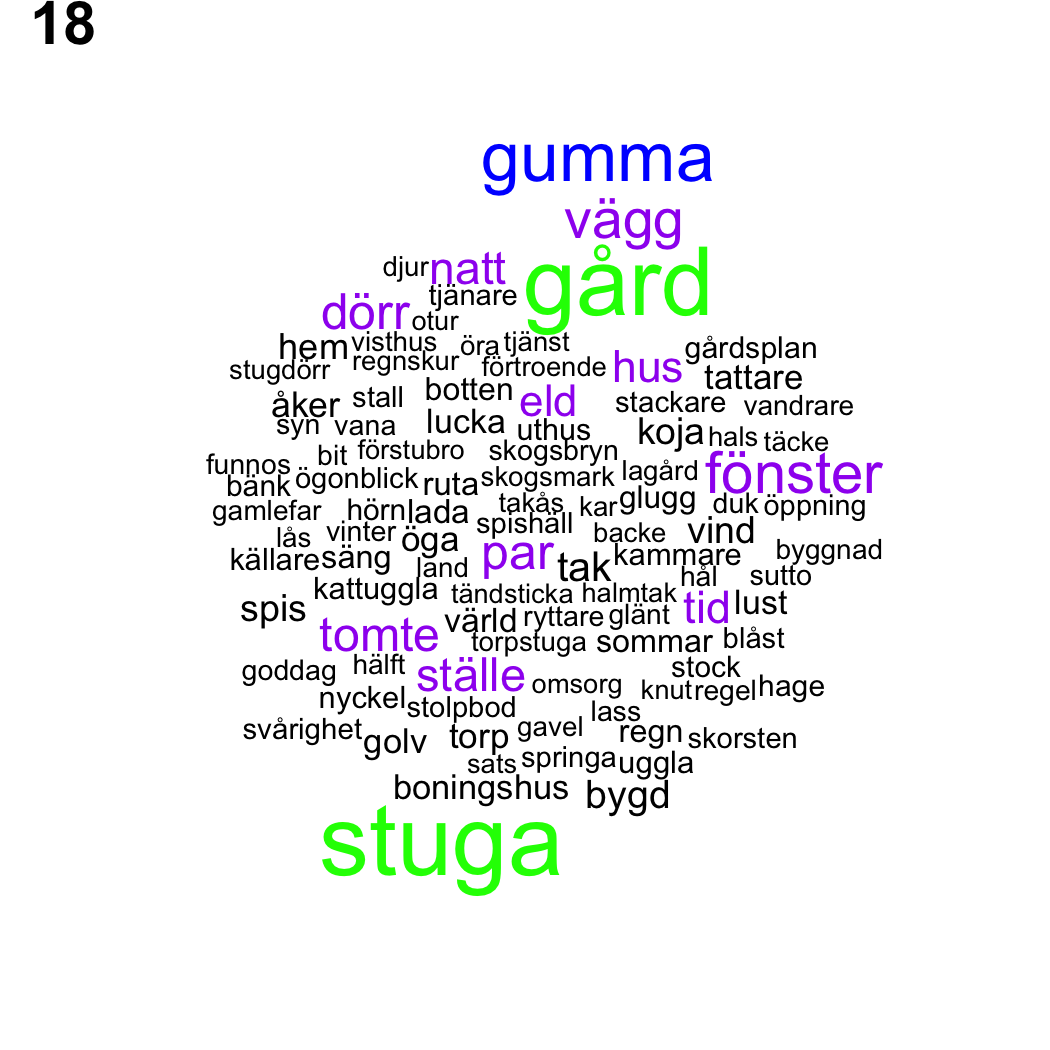 18
gumma
vägg
djur natt gård
tjänare
dörr otur
hem visthus öra tjänst gårdsplan
stugdörr regnskur förtroende hus tattare
åker stall botten eld stackare vandrare
syn vana lucka uthus koja hals täcke
funnos bit förstubro skogsbryn lagård fönster
bänk ögonblick ruta skogsmark glugg duk öppning
gamlefar hörn lada takås kar
lås vinter öga spishäll backe vind byggnad
källare säng land par tak kammare hål sutto
kattuggla tändsticka halmtak tid lust
spis värld ryttare glänt
tomte torpstuga sommar blåst
goddag hälft ställe omsorg stock
nyckel stolpbod lass knut regel hage
svårighet golv torp gavel regn skorsten
sats springa uggla
boningshus bygd
stuga